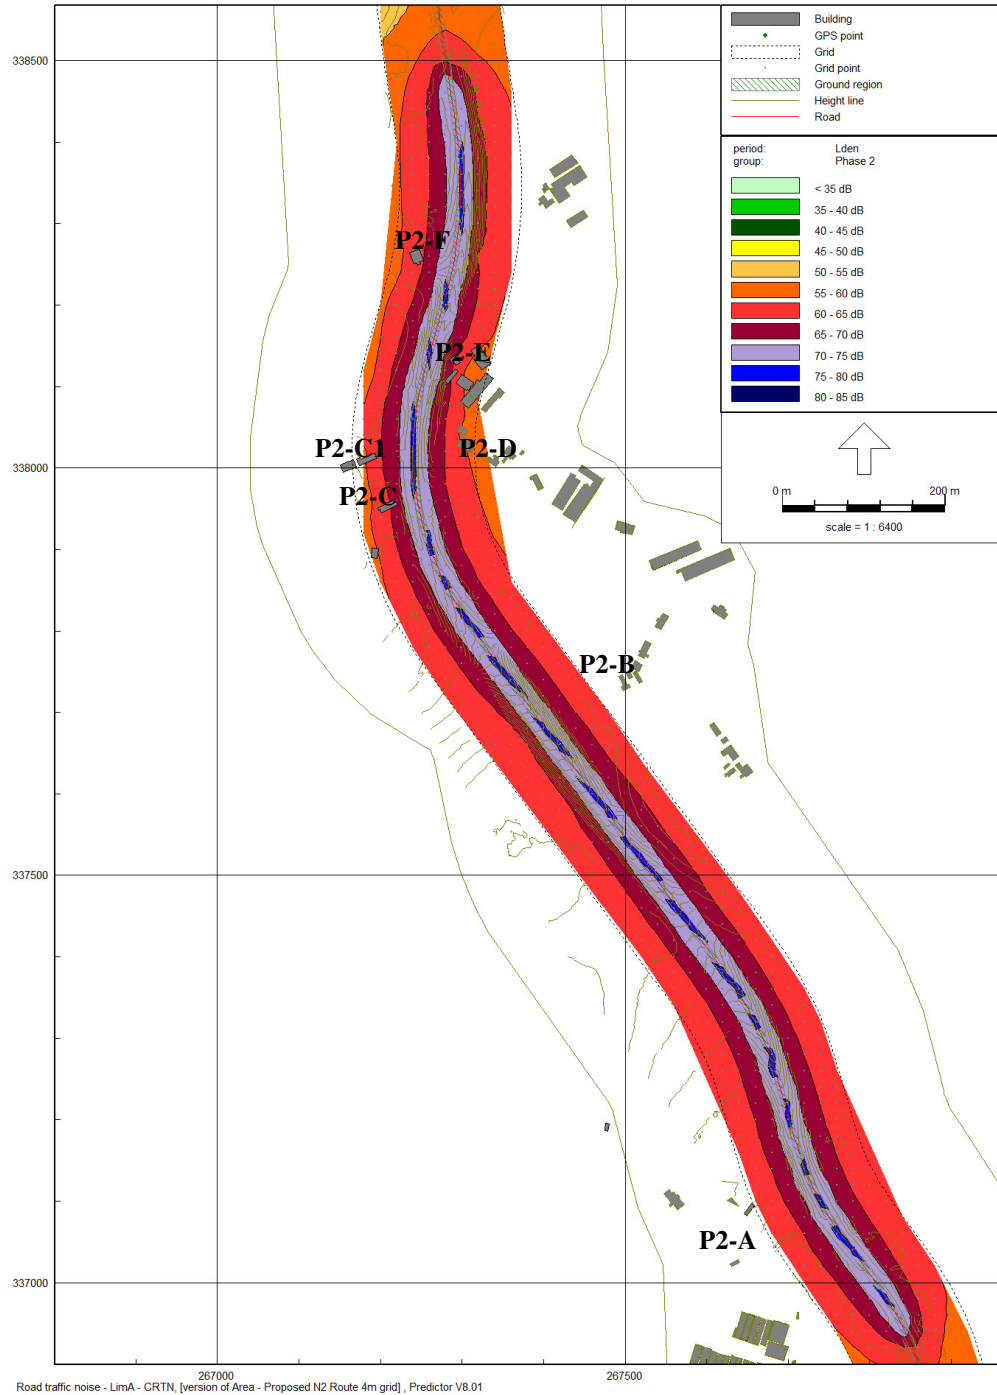 Building
GPS point
Grid
Grid point
Ground region
Height line
Road
period: Lden
group: Phase 2
< 35 dB
35 - 40 dB
40 - 45 dB
45 - 50 dB
50 - 55 dB
55 - 60 dB
60 - 65 dB
65 - 70 dB
70 - 75 dB
75 - 80 dB
80 - 85 dB
0 m 200 m
scale = 1 : 6400
338500
P2-F
P2-E
P2-C1
P2-D
338000
P2-C
P2-B
337500
P2-A
337000
267000 267500
Road traffic noise - LimA - CRTN, [version of Area - Proposed N2 Route 4m grid] , Predictor V8.01